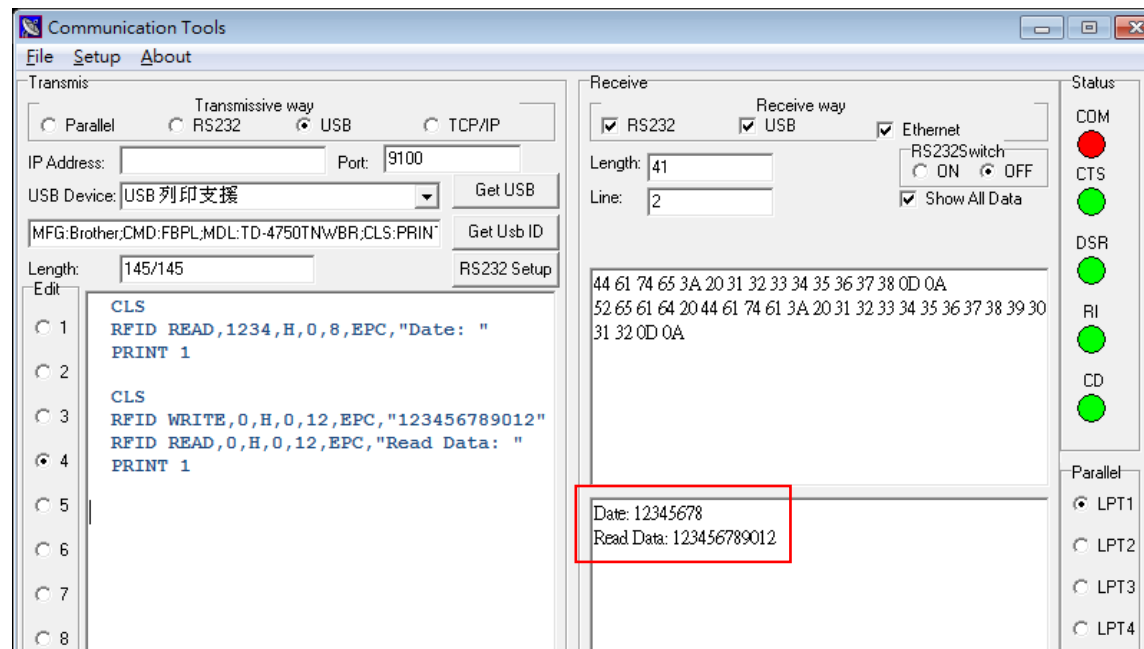 Communication Tools
File Setup About
Transmis
Transmissive way
Parallel RS232 USB TCP/IP
IP Address: Port: 9100
USB Device: USB 列印支援 Get USB
MFG:Brother;CMD:FBPL;MDL:TD-4750TNWBR;CLS:PRINT Get Usb ID
Length: 145/145 RS232 Setup
Edit
1
2
3
4
5
6
7
8
CLS
RFID READ,1234,H,0,8,EPC,"Date: "
PRINT 1
CLS
RFID WRITE,0,H,0,12,EPC,"123456789012"
RFID READ,0,H,0,12,EPC,"Read Data: "
PRINT 1
Receive
Receive way
RS232 USB Ethernet
Length: 41
RS232Switch
ON OFF
Line: 2
Show All Data
44 61 74 65 3A 20 31 32 33 34 35 36 37 38 0D 0A
52 65 61 64 20 44 61 74 61 3A 20 31 32 33 34 35 36 37 38 39 30
31 32 0D 0A
Date: 12345678
Read Data: 123456789012
Status
COM
CTS
DSR
RI
CD
Parallel
LPT1
LPT2
LPT3
LPT4